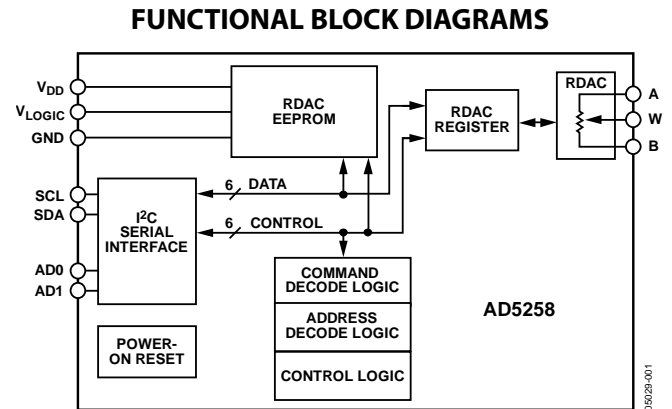 FUNCTIONAL BLOCK DIAGRAMS
VDD
VLOGIC
GND
SCL
SDA
AD0
AD1
RDAC
EEPROM
RDAC
REGISTER
RDAC
A
W
B
6 DATA
6 CONTROL
I2C
SERIAL
INTERFACE
POWER-
ON RESET
COMMAND
DECODE LOGIC
ADDRESS
DECODE LOGIC
CONTROL LOGIC
AD5258
05029-001